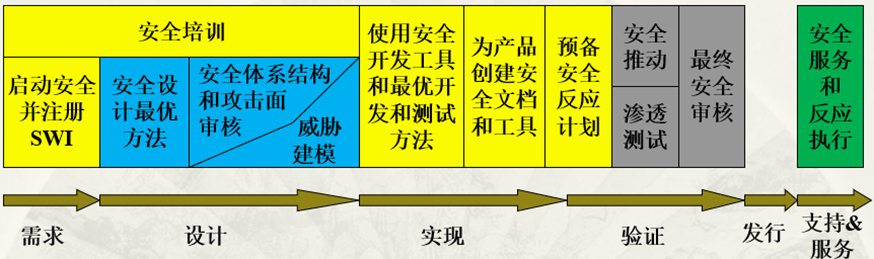 安全培训
启动安全
并注册
SWI
安全设
计最优
方法
安全体系结构
和攻击面
审核
威胁
建模
使用安全
开发工具
和最优开
发和测试
方法
为产品
创建安
全文档
和工具
预备
安全
反应
计划
安全
推动
渗透
测试
最终
安全
审核
安全
服务
和
反应
执行
需求
设计
实现
验证
发行
支持&
服务